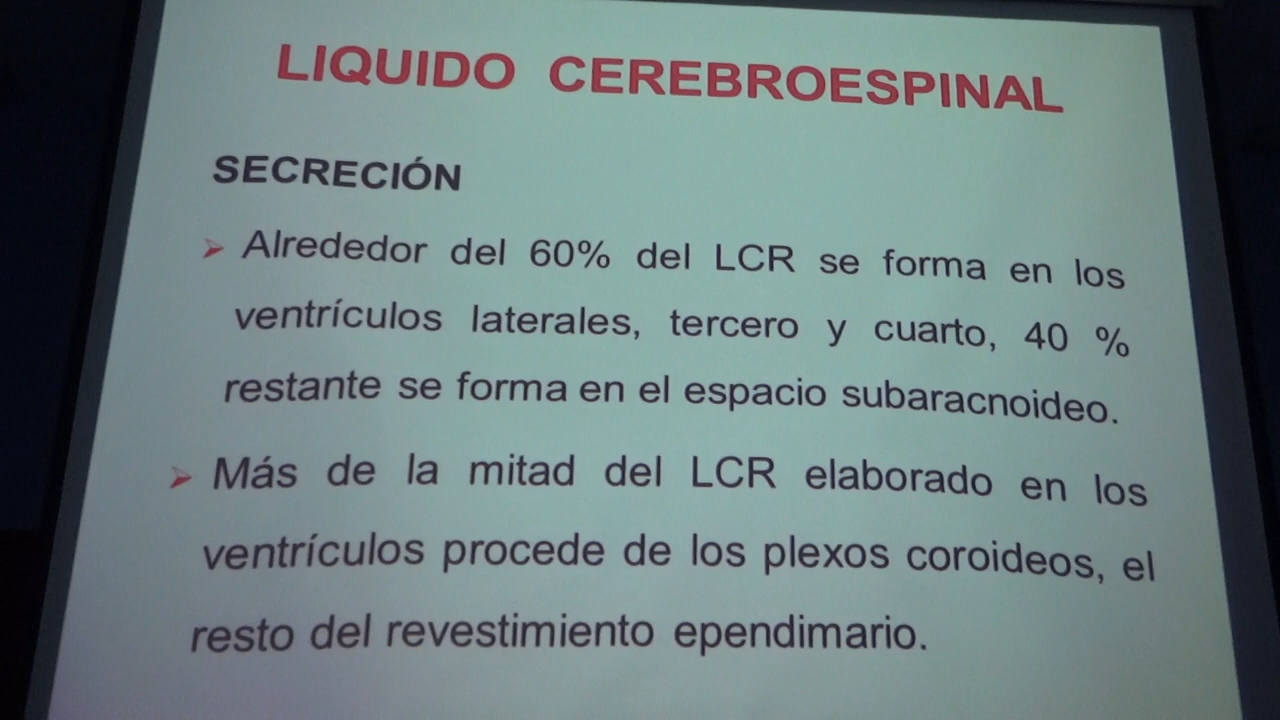 LIQUIDO CEREBROESPINAL
SECRECIÓN
➢ Alrededor del 60% del LCR se forma en los
ventrículos laterales, tercero y cuarto, 40 %
restante se forma en el espacio subaracnoideo.
➢ Más de la mitad del LCR elaborado en los
ventrículos procede de los plexos coroideos, el
resto del revestimiento ependimario.